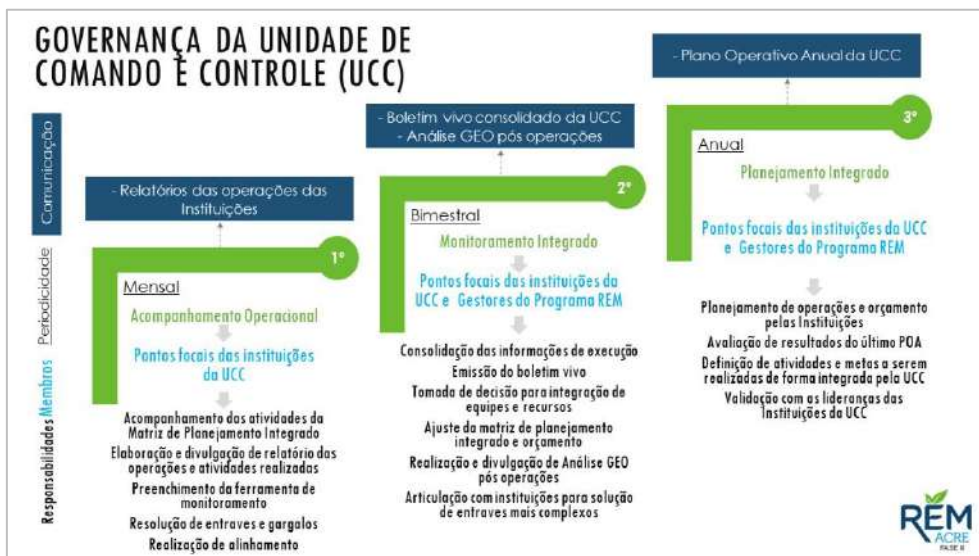 GOVERNANÇA DA UNIDADE DE
COMANDO E CONTROLE (UCC)
Comunicação
Periodicidade
Membros
Responsabilidades
- Relatórios das operações das
Instituições
1º
Mensal
Acompanhamento Operacional
Pontos focais das instituições
da UCC
Acompanhamento das atividades da
Matriz de Planejamento Integrado
Elaboração e divulgação de relatório das
operações e atividades realizadas
Preenchimento da ferramenta de
monitoramento
Resolução de entraves e gargalos
Realização de alinhamento
- Boletim vivo consolidado da UCC
- Análise GEO pós operações
2º
Bimestral
Monitoramento Integrado
Pontos focais das instituições da
UCC e Gestores do Programa REM
Consolidação das informações de execução
Emissão do boletim vivo
Tomada de decisão para integração de
equipes e recursos
Ajuste da matriz de planejamento
integrado e orçamento
Realização e divulgação de Análise GEO
pós operações
Articulação com instituições para solução
de entraves mais complexos
- Plano Operativo Anual da UCC
3º
Anual
Planejamento Integrado
Pontos focais das instituições da UCC
e Gestores do Programa REM
Planejamento de operações e orçamento
pelas Instituições
Avaliação de resultados do último POA
Definição de atividades e metas a serem
realizadas de forma integrada pela UCC
Validação com as lideranças das
Instituições da UCC
REM
ACRE
FASE II